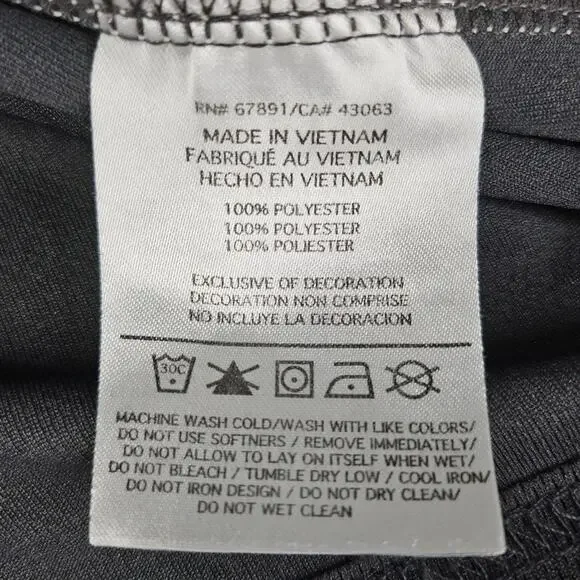 RN# 67891/CA# 43063
MADE IN VIETNAM
FABRIQUÉ AU VIETNAM
HECHO EN VIETNAM
100% POLYESTER
100% POLYESTER
100% POLIESTER
EXCLUSIVE OF DECORATION
DECORATION NON COMPRISE
NO INCLUYE LA DECORACION
30C
MACHINE WASH COLD/WASH WITH LIKE COLORS/
DO NOT USE SOFTNERS / REMOVE IMMEDIATELY/
DO NOT ALLOW TO LAY ON ITSELF WHEN WET/
DO NOT BLEACH / TUMBLE DRY LOW / COOL IRON/
DO NOT IRON DESIGN / DO NOT DRY CLEAN/
DO NOT WET CLEAN